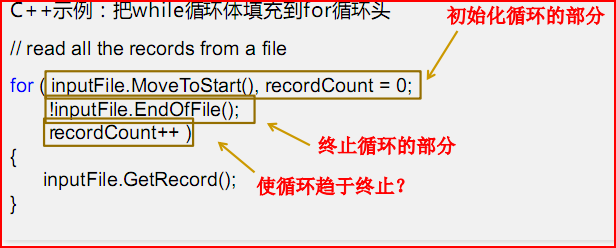 C++示例：把while循环体填充到for循环头
初始化循环的部分
// read all the records from a file
for ( inputFile.MoveToStart(), recordCount = 0;
!inputFile.EndOfFile();
recordCount++ )
终止循环的部分
{
inputFile.GetRecord();
使循环趋于终止？
}